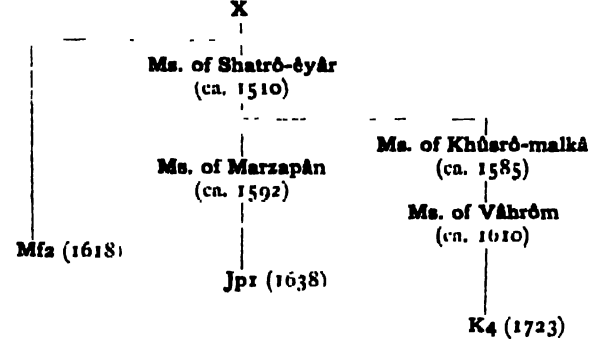 X
Ms. of Shatrô-êyâr
(ca. 1510)
Ms. of Marzapân
(ca. 1592)
Ms. of Khûsrô-malkâ
(ca. 1585)
Ms. of Vâhrôm
(ca. 1610)
Mf2 (1618)
Jp1 (1638)
K4 (1723)